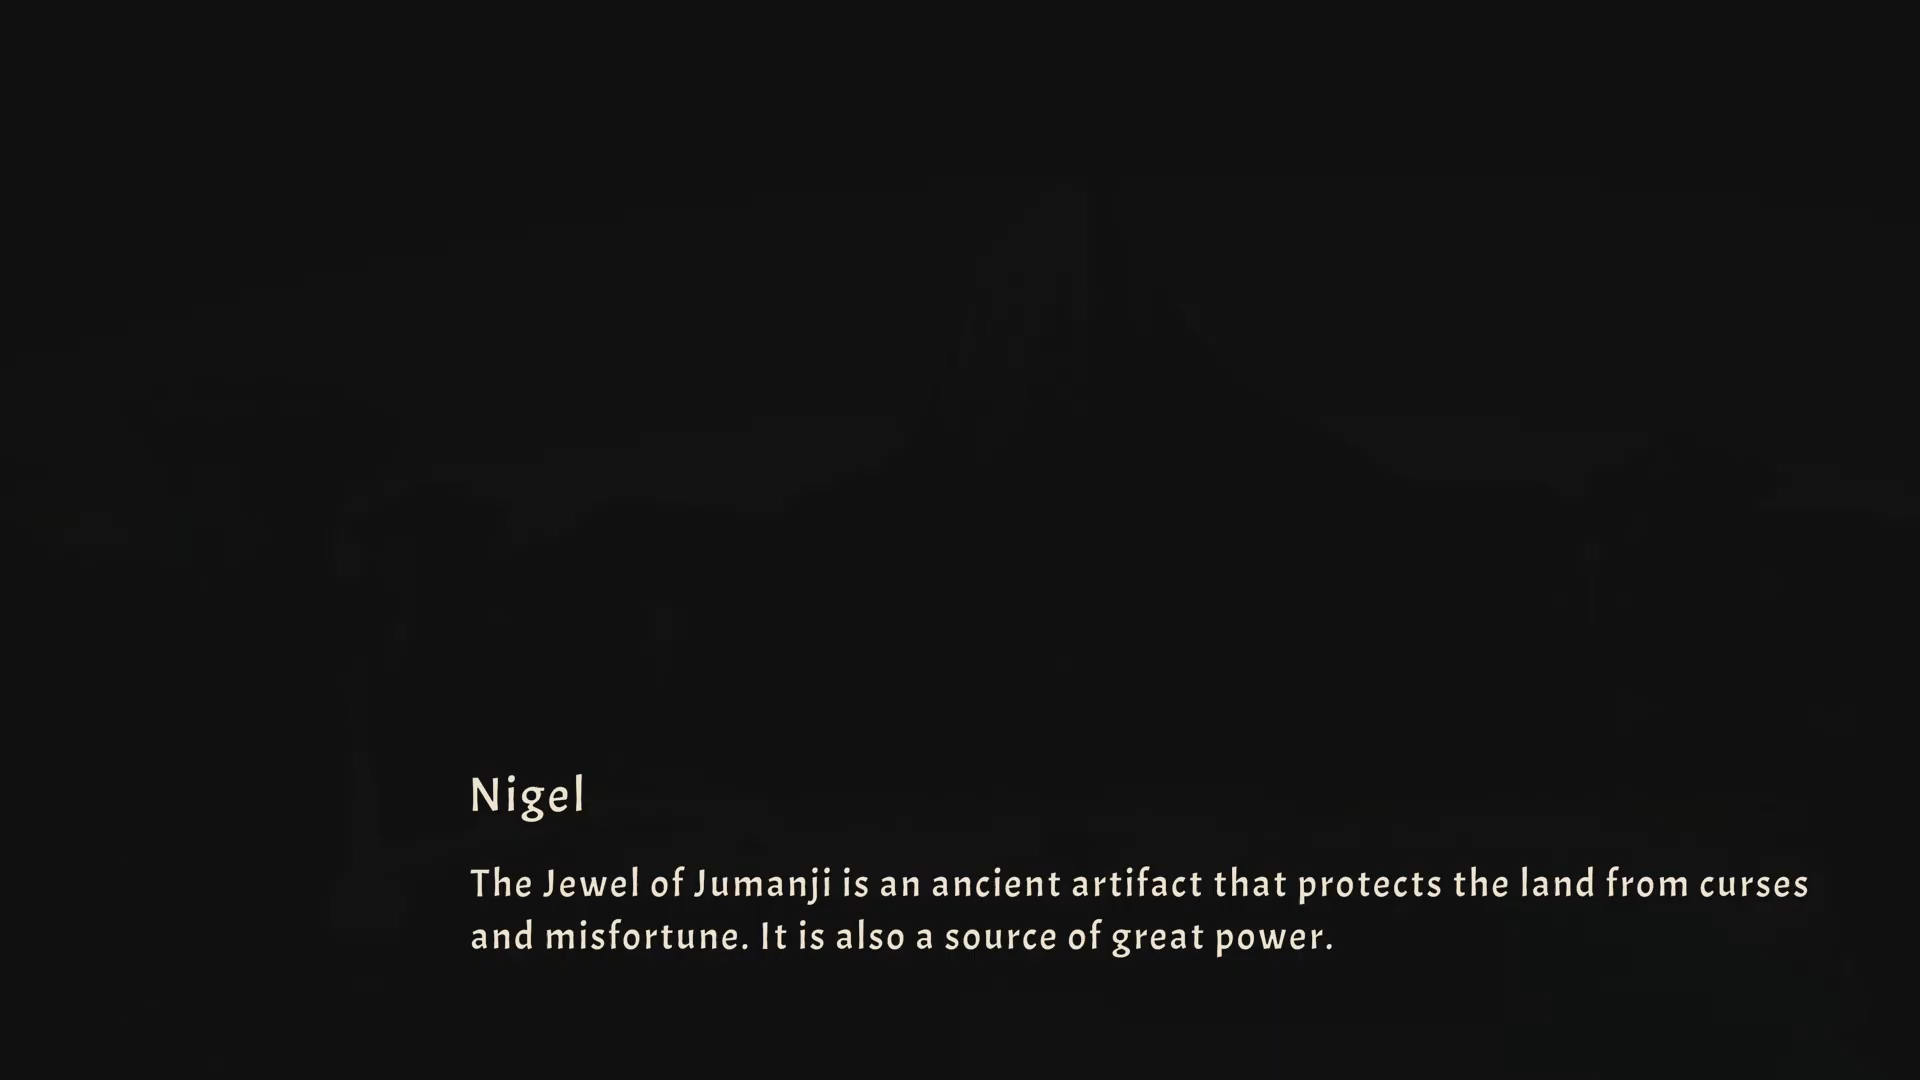 Nigel
The Jewel of Jumanji is an ancient artifact that protects the land from curses
and misfortune. It is also a source of great power.